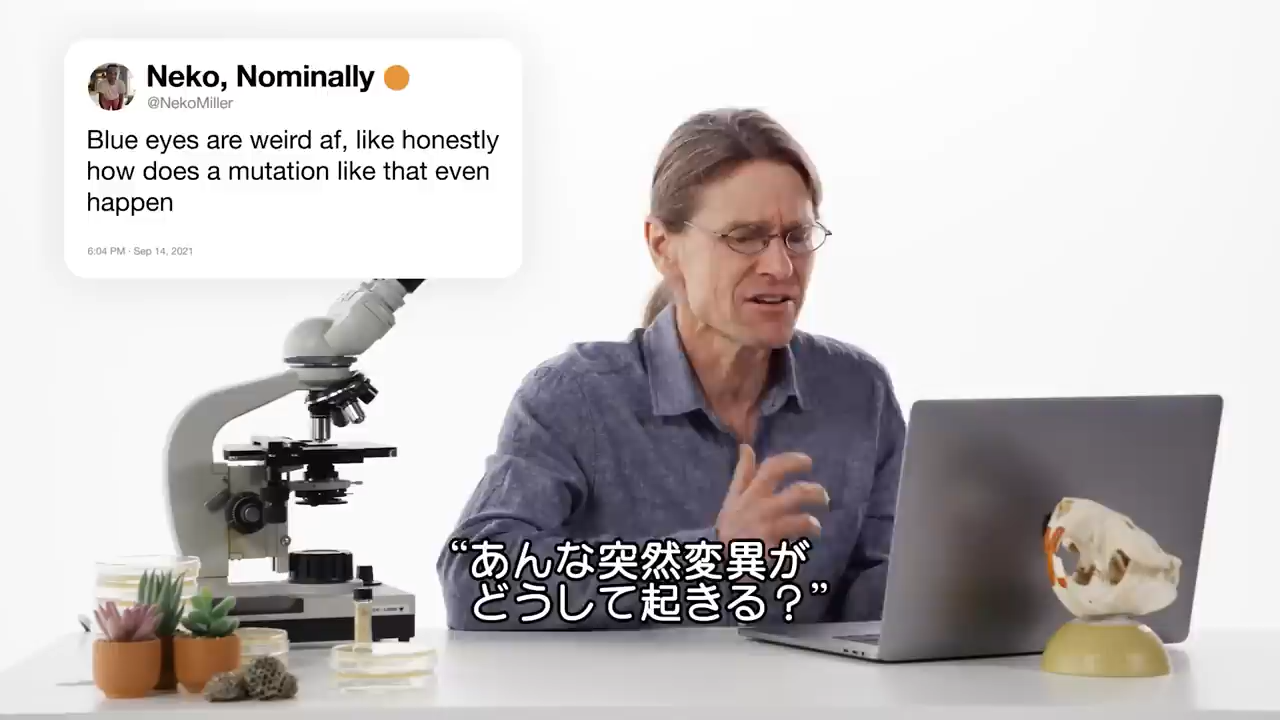 Neko, Nominally
@NekoMiller
Blue eyes are weird af, like honestly
how does a mutation like that even
happen
6:04 PM · Sep 14, 2021
“あんな突然変異が
どうして起きる？”